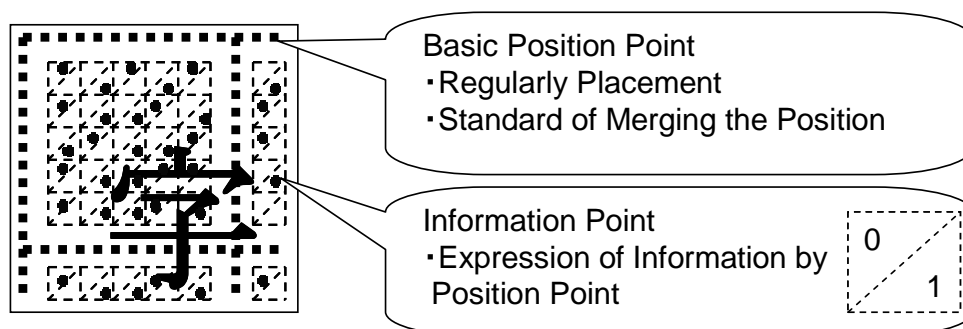 字
Basic Position Point
・Regularly Placement
・Standard of Merging the Position
Information Point
・Expression of Information by
Position Point
0
1